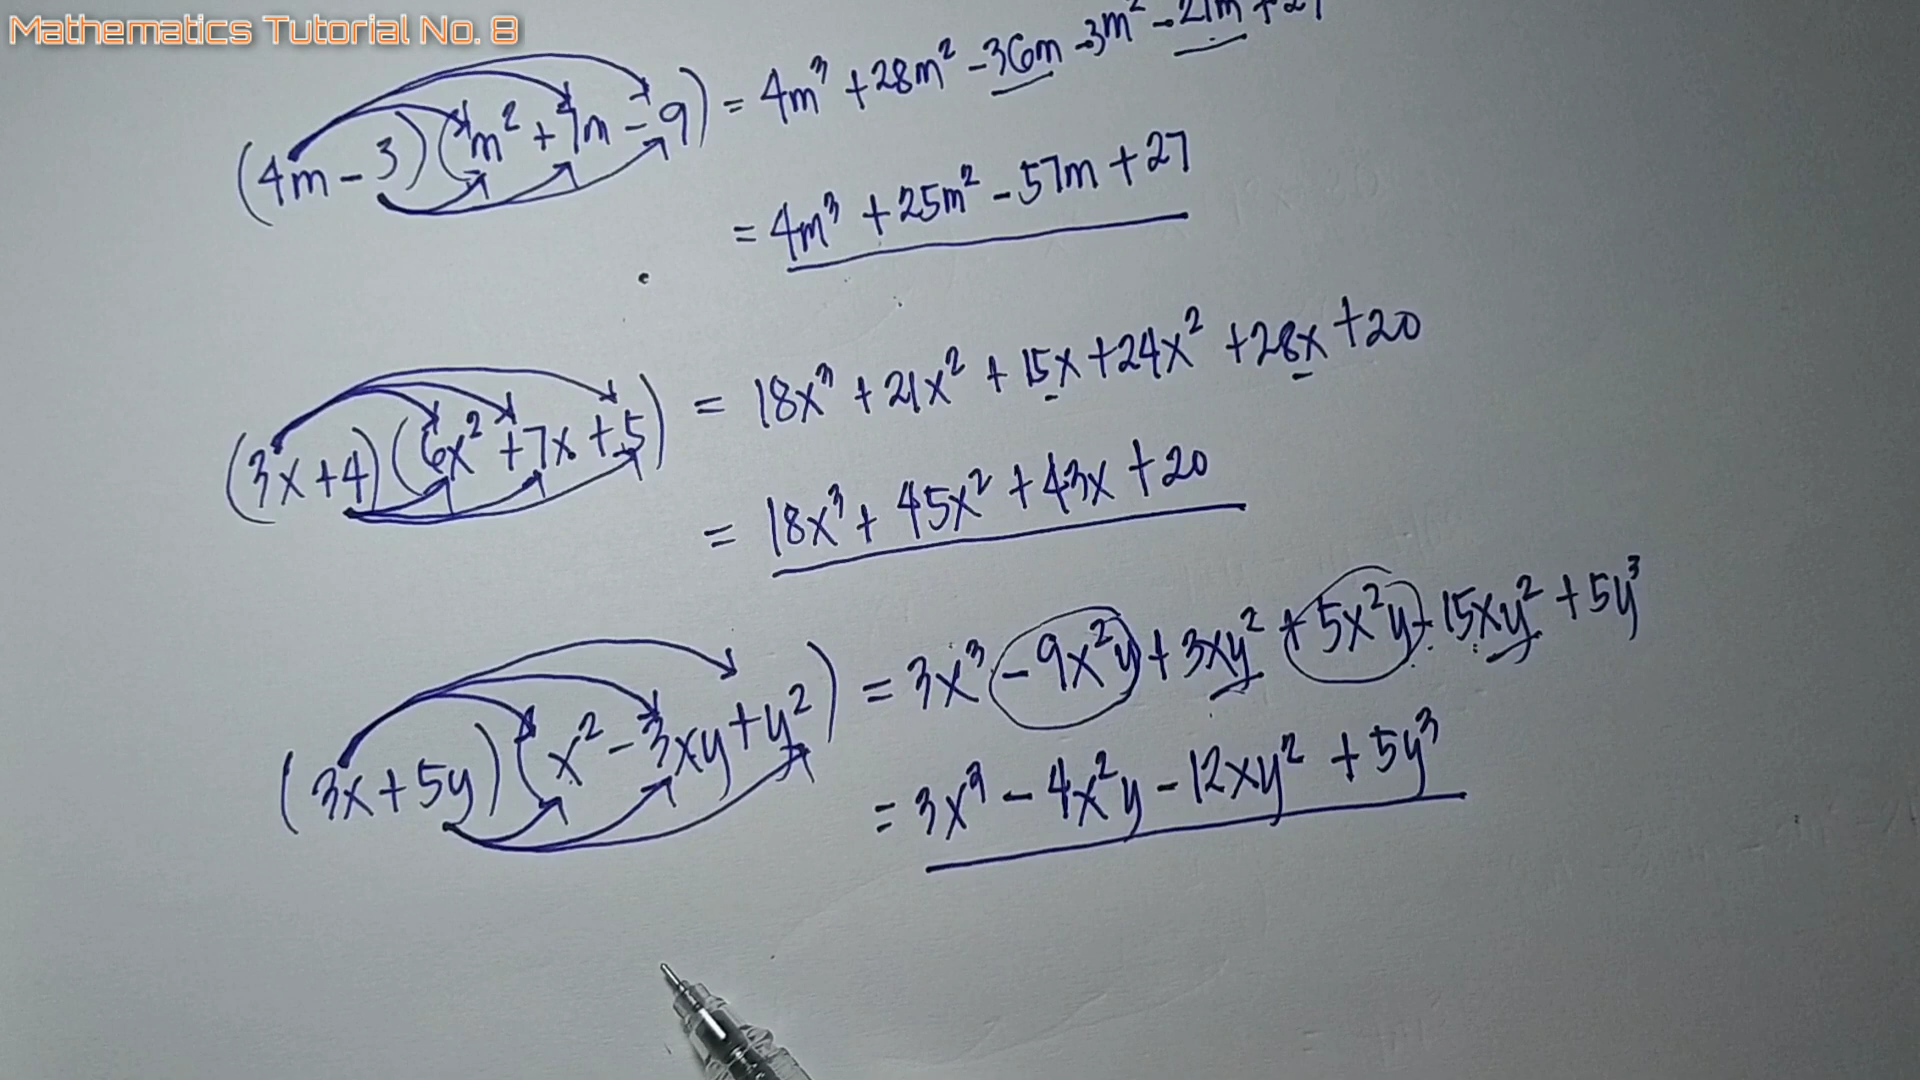 Mathematics Tutorial No. 8
(4m - 3)(m² + 7m - 9) = 4m³ + 28m² - 36m - 3m² - 21m + 27
= 4m³ + 25m² - 57m + 27
(3x + 4)(6x² + 7x + 5) = 18x³ + 21x² + 15x + 24x² + 28x + 20
= 18x³ + 45x² + 43x + 20
(3x + 5y)(x² - 3xy + y²) = 3x³ - 9x²y + 3xy² + 5x²y - 15xy² + 5y³
= 3x³ - 4x²y - 12xy² + 5y³